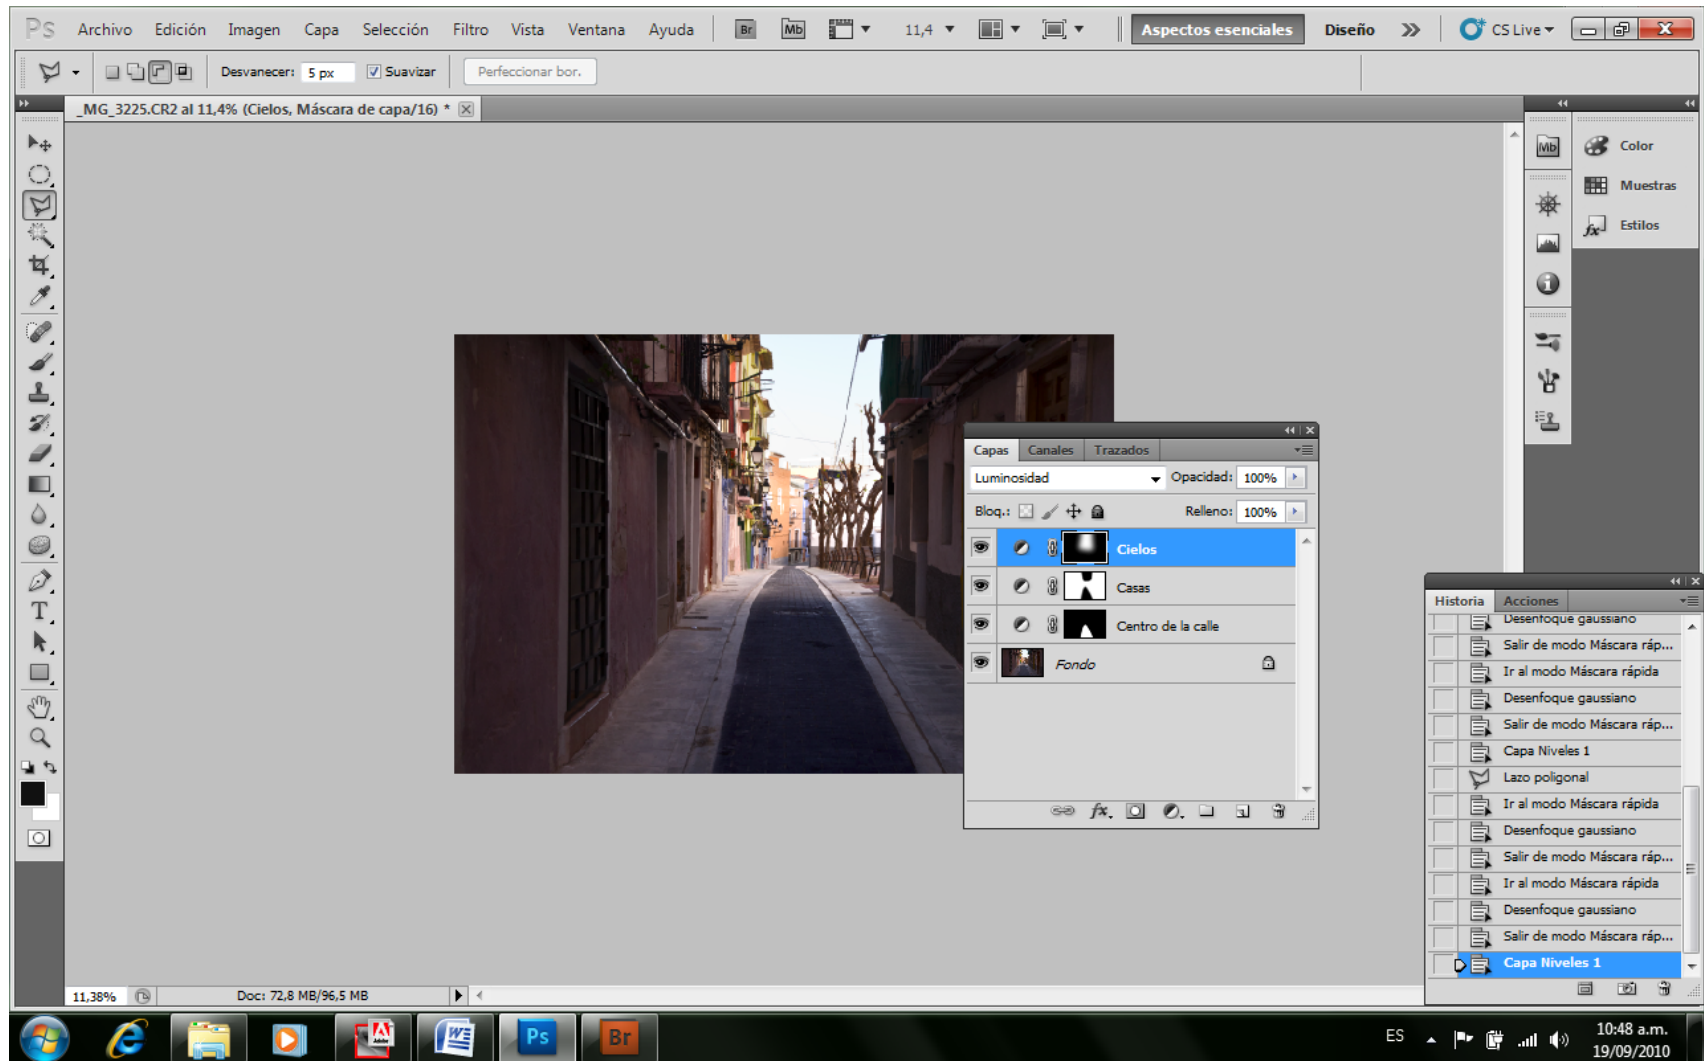 Ps Archivo Edición Imagen Capa Selección Filtro Vista Ventana Ayuda Br Mb 11,4 Aspectos esenciales Diseño CS Live
Desvanecer: 5 px Suavizar Perfeccionar bor.
_MG_3225.CR2 al 11,4% (Cielos, Máscara de capa/16) *
Mb Color
Muestras
Estilos
Capas Canales Trazados
Luminosidad Opacidad: 100%
Bloq.: Relleno: 100%
Cielos
Casas
Centro de la calle
Fondo
Historia Acciones
Desenfoque gaussiano
Salir de modo Máscara ráp...
Ir al modo Máscara rápida
Desenfoque gaussiano
Salir de modo Máscara ráp...
Capa Niveles 1
Lazo poligonal
Ir al modo Máscara rápida
Desenfoque gaussiano
Salir de modo Máscara ráp...
Ir al modo Máscara rápida
Desenfoque gaussiano
Salir de modo Máscara ráp...
Capa Niveles 1
11,38% Doc: 72,8 MB/96,5 MB
Adobe W Ps Br ES 10:48 a.m.
19/09/2010